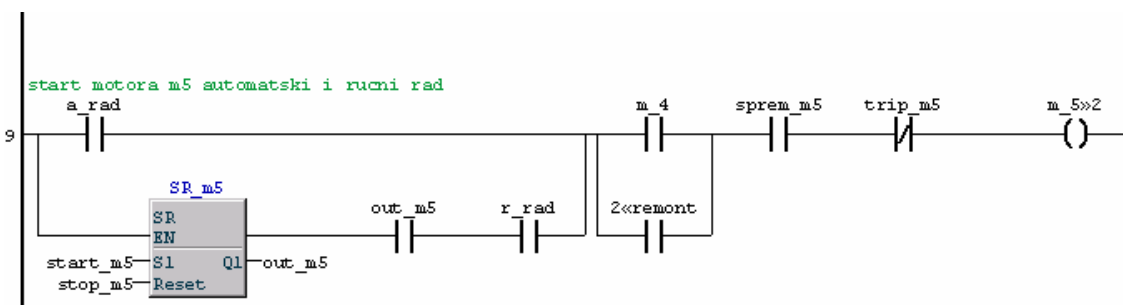 start motora m5 automatski i rucni rad
a_rad m_4 sprem_m5 trip_m5 m_5»2
9
SR_m5
SR
EN
out_m5 r_rad 2«remont
start_m5 S1 Q1 out_m5
stop_m5 Reset